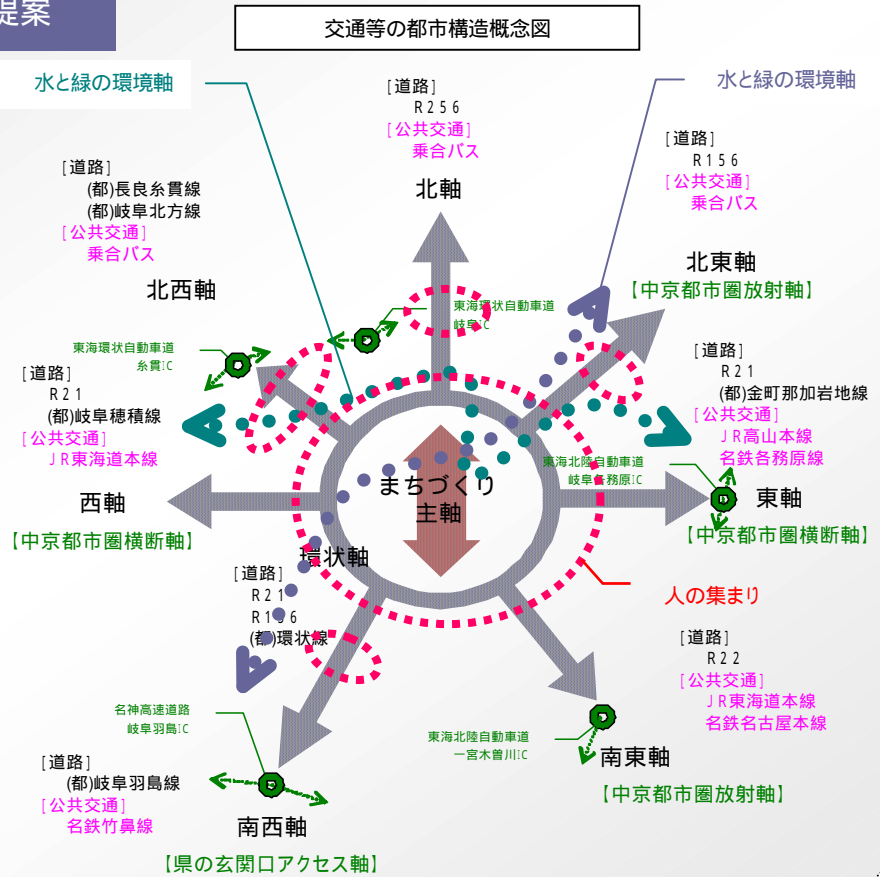 提案
交通等の都市構造概念図
水と緑の環境軸
水と緑の環境軸
[道路]
R256
[公共交通]
乗合バス
北軸
[道路]
R156
[公共交通]
乗合バス
北東軸
【中京都市圏放射軸】
[道路]
(都)長良糸貫線
(都)岐阜北方線
[公共交通]
乗合バス
北西軸
東海環状自動車道
岐阜IC
東海環状自動車道
糸貫IC
[道路]
R21
(都)岐阜穂積線
[公共交通]
JR東海道本線
西軸
【中京都市圏横断軸】
[道路]
R21
(都)金町那加岩地線
[公共交通]
JR高山本線
名鉄各務原線
東海北陸自動車道
岐阜各務原IC
東軸
【中京都市圏横断軸】
まちづくり
主軸
環状軸
[道路]
R21
R156
(都)環状線
人の集まり
[道路]
R22
[公共交通]
JR東海道本線
名鉄名古屋本線
名神高速道路
岐阜羽島IC
東海北陸自動車道
一宮木曽川IC
南東軸
【中京都市圏放射軸】
[道路]
(都)岐阜羽島線
[公共交通]
名鉄竹鼻線
南西軸
【県の玄関口アクセス軸】